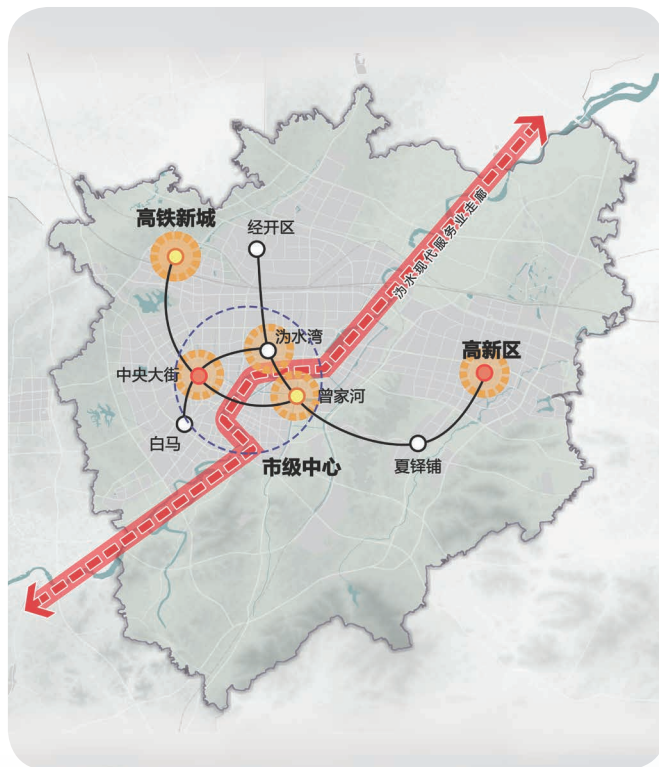 高铁新城
经开区
沩水现代服务业走廊
沩水湾
高新区
中央大街
曾家河
白马
市级中心
夏铎铺